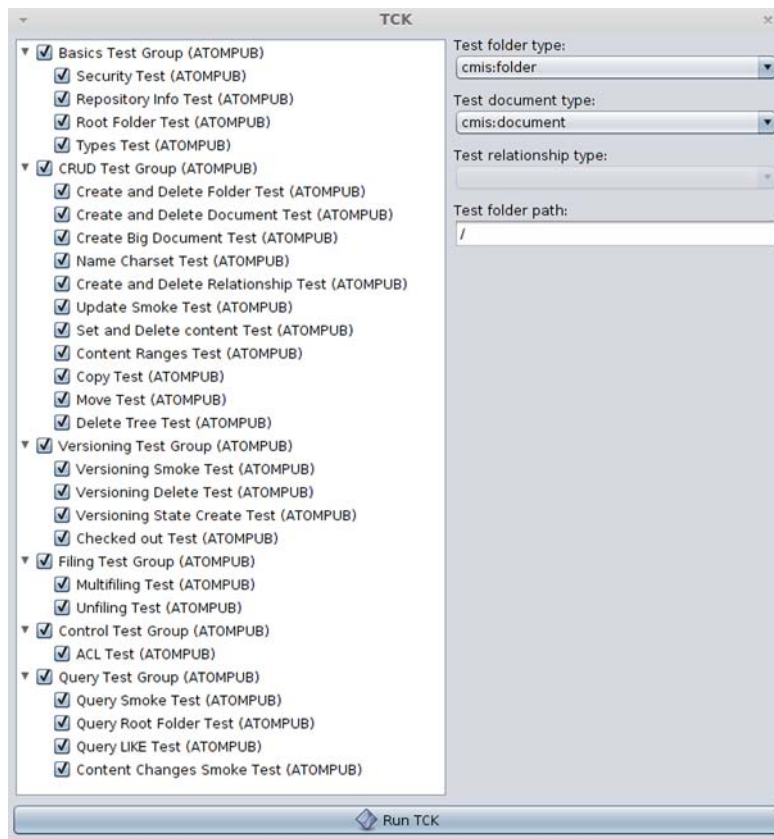 TCK
Basics Test Group (ATOMPUB)
Security Test (ATOMPUB)
Repository Info Test (ATOMPUB)
Root Folder Test (ATOMPUB)
Types Test (ATOMPUB)
CRUD Test Group (ATOMPUB)
Create and Delete Folder Test (ATOMPUB)
Create and Delete Document Test (ATOMPUB)
Create Big Document Test (ATOMPUB)
Name Charset Test (ATOMPUB)
Create and Delete Relationship Test (ATOMPUB)
Update Smoke Test (ATOMPUB)
Set and Delete content Test (ATOMPUB)
Content Ranges Test (ATOMPUB)
Copy Test (ATOMPUB)
Move Test (ATOMPUB)
Delete Tree Test (ATOMPUB)
Versioning Test Group (ATOMPUB)
Versioning Smoke Test (ATOMPUB)
Versioning Delete Test (ATOMPUB)
Versioning State Create Test (ATOMPUB)
Checked out Test (ATOMPUB)
Filing Test Group (ATOMPUB)
Multifiling Test (ATOMPUB)
Unfiling Test (ATOMPUB)
Control Test Group (ATOMPUB)
ACL Test (ATOMPUB)
Query Test Group (ATOMPUB)
Query Smoke Test (ATOMPUB)
Query Root Folder Test (ATOMPUB)
Query LIKE Test (ATOMPUB)
Content Changes Smoke Test (ATOMPUB)
Test folder type:
cmis:folder
Test document type:
cmis:document
Test relationship type:
Test folder path:
/
Run TCK